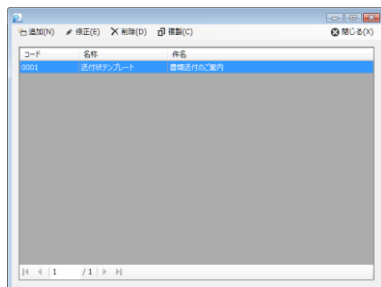 追加(N) 修正(E) 削除(D) 複製(C) 閉じる(X)
コード 名称 件名
0001 送付状テンプレート 書類送付のご案内
1 / 1